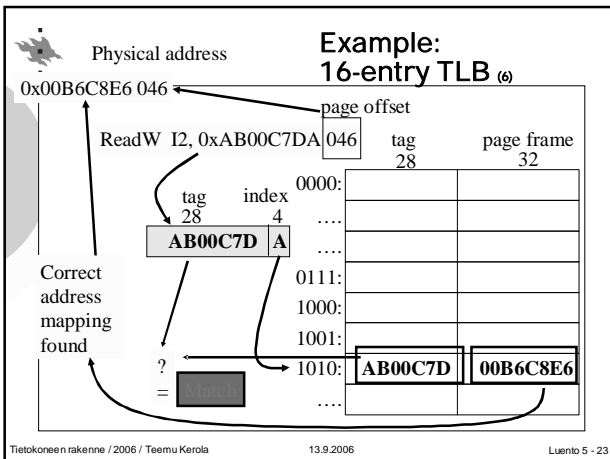 Example:
16-entry TLB (6)
Physical address
0x00B6C8E6 046
page offset
ReadW I2, 0xAB00C7DA 046
tag
28
page frame
32
0000:
....
....
0111:
1000:
1001:
1010: AB00C7D 00B6C8E6
....
tag
28
index
4
AB00C7D A
Correct
address
mapping
found
?
= Match
Tietokoneen rakenne / 2006 / Teemu Kerola 13.9.2006 Luento 5 - 23